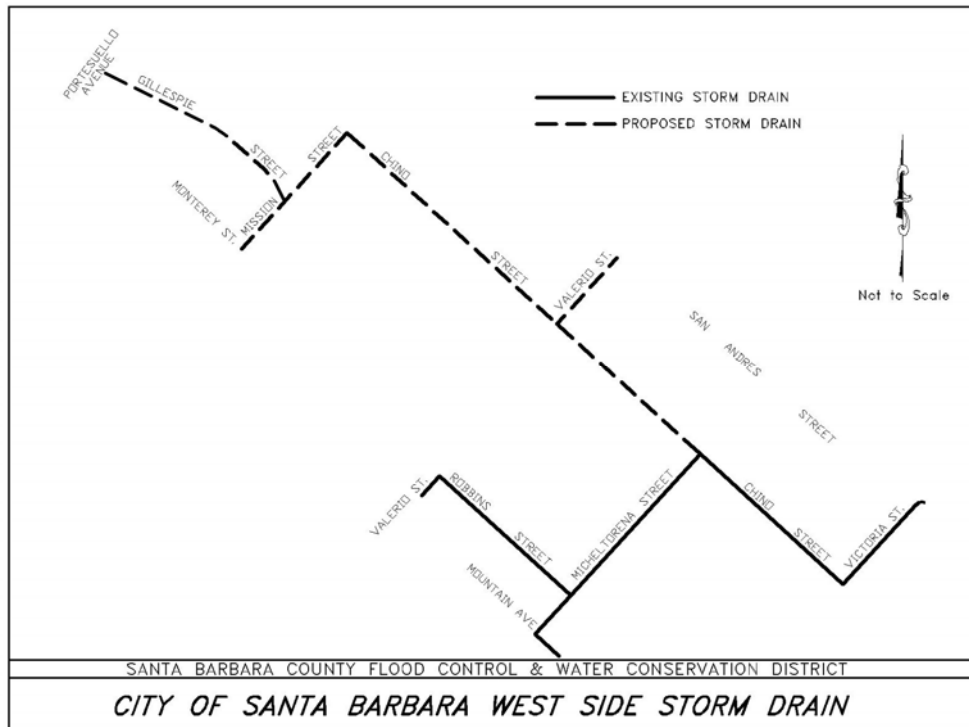 PORTESUELLO
AVENUE
GILLESPIE
STREET
MONTEREY ST.
MISSION
STREET
CHINO
STREET
VALERIO ST.
EXISTING STORM DRAIN
PROPOSED STORM DRAIN
Not to Scale
SAN
ANDRES
STREET
VALERIO ST.
ROBBINS
STREET
MOUNTAIN AVE
MICHELTORENA STREET
CHINO
STREET
VICTORIA ST.
SANTA BARBARA COUNTY FLOOD CONTROL & WATER CONSERVATION DISTRICT
CITY OF SANTA BARBARA WEST SIDE STORM DRAIN